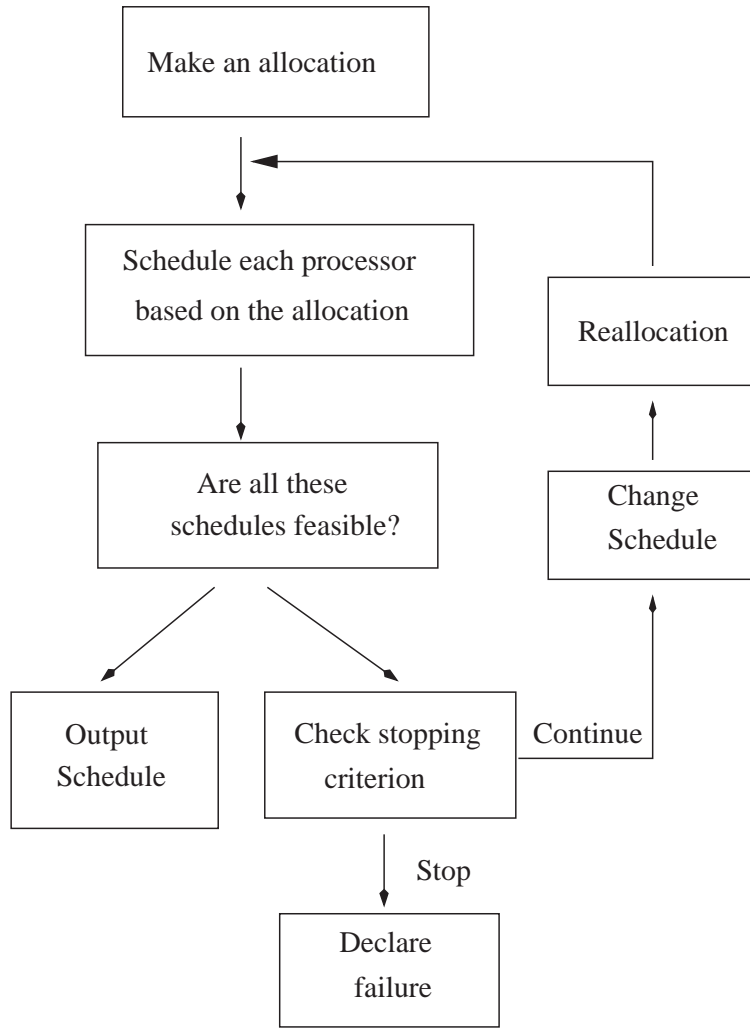 Make an allocation
Schedule each processor
based on the allocation
Reallocation
Are all these
schedules feasible?
Change
Schedule
Output
Schedule
Check stopping
criterion
Continue
Stop
Declare
failure